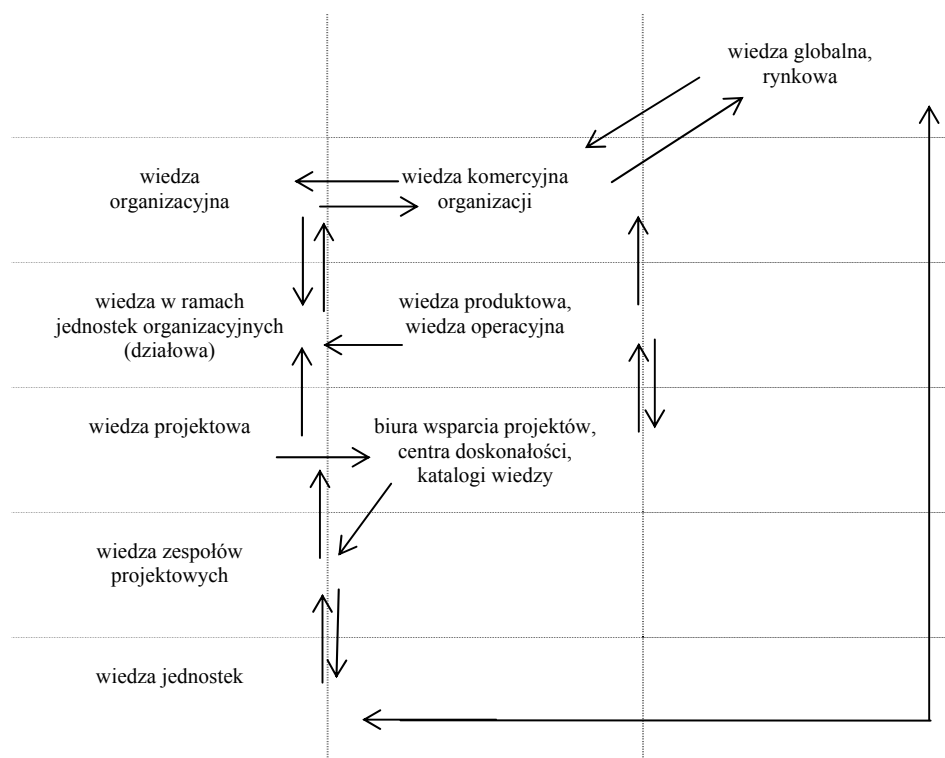 wiedza globalna,
rynkowa
wiedza
organizacyjna
wiedza komercyjna
organizacji
wiedza w ramach
jednostek organizacyjnych
(działowa)
wiedza produktowa,
wiedza operacyjna
wiedza projektowa
biura wsparcia projektów,
centra doskonałości,
katalogi wiedzy
wiedza zespołów
projektowych
wiedza jednostek